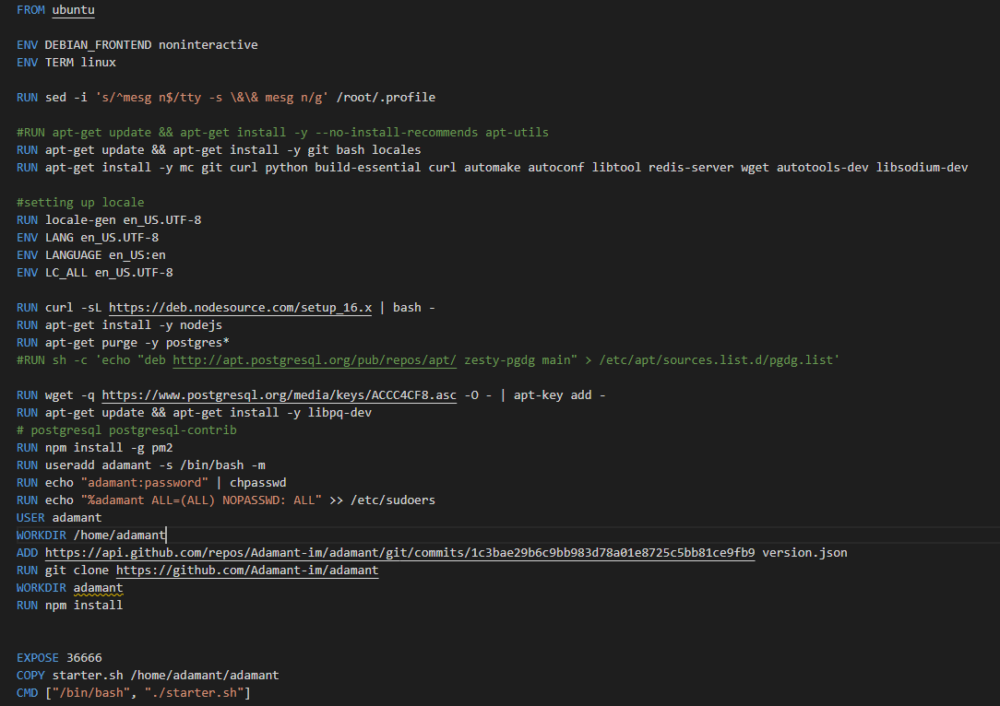 FROM ubuntu
ENV DEBIAN_FRONTEND noninteractive
ENV TERM linux
RUN sed -i 's/^mesg n$/tty -s \&\& mesg n/g' /root/.profile
#RUN apt-get update && apt-get install -y --no-install-recommends apt-utils
RUN apt-get update && apt-get install -y git bash locales
RUN apt-get install -y mc git curl python build-essential curl automake autoconf libtool redis-server wget autotools-dev libsodium-dev
#setting up locale
RUN locale-gen en_US.UTF-8
ENV LANG en_US.UTF-8
ENV LANGUAGE en_US:en
ENV LC_ALL en_US.UTF-8
RUN curl -sL https://deb.nodesource.com/setup_16.x | bash -
RUN apt-get install -y nodejs
RUN apt-get purge -y postgres*
#RUN sh -c 'echo "deb http://apt.postgresql.org/pub/repos/apt/ zesty-pgdg main" > /etc/apt/sources.list.d/pgdg.list'
RUN wget -q https://www.postgresql.org/media/keys/ACCC4CF8.asc -O - | apt-key add -
RUN apt-get update && apt-get install -y libpq-dev
# postgresql postgresql-contrib
RUN npm install -g pm2
RUN useradd adamant -s /bin/bash -m
RUN echo "adamant:password" | chpasswd
RUN echo "%adamant ALL=(ALL) NOPASSWD: ALL" >> /etc/sudoers
USER adamant
WORKDIR /home/adamant
ADD https://api.github.com/repos/Adamant-im/adamant/git/commits/1c3bae29b6c9bb983d78a01e8725c5bb81ce9fb9 version.json
RUN git clone https://github.com/Adamant-im/adamant
WORKDIR adamant
RUN npm install
EXPOSE 36666
COPY starter.sh /home/adamant/adamant
CMD ["/bin/bash", "./starter.sh"]